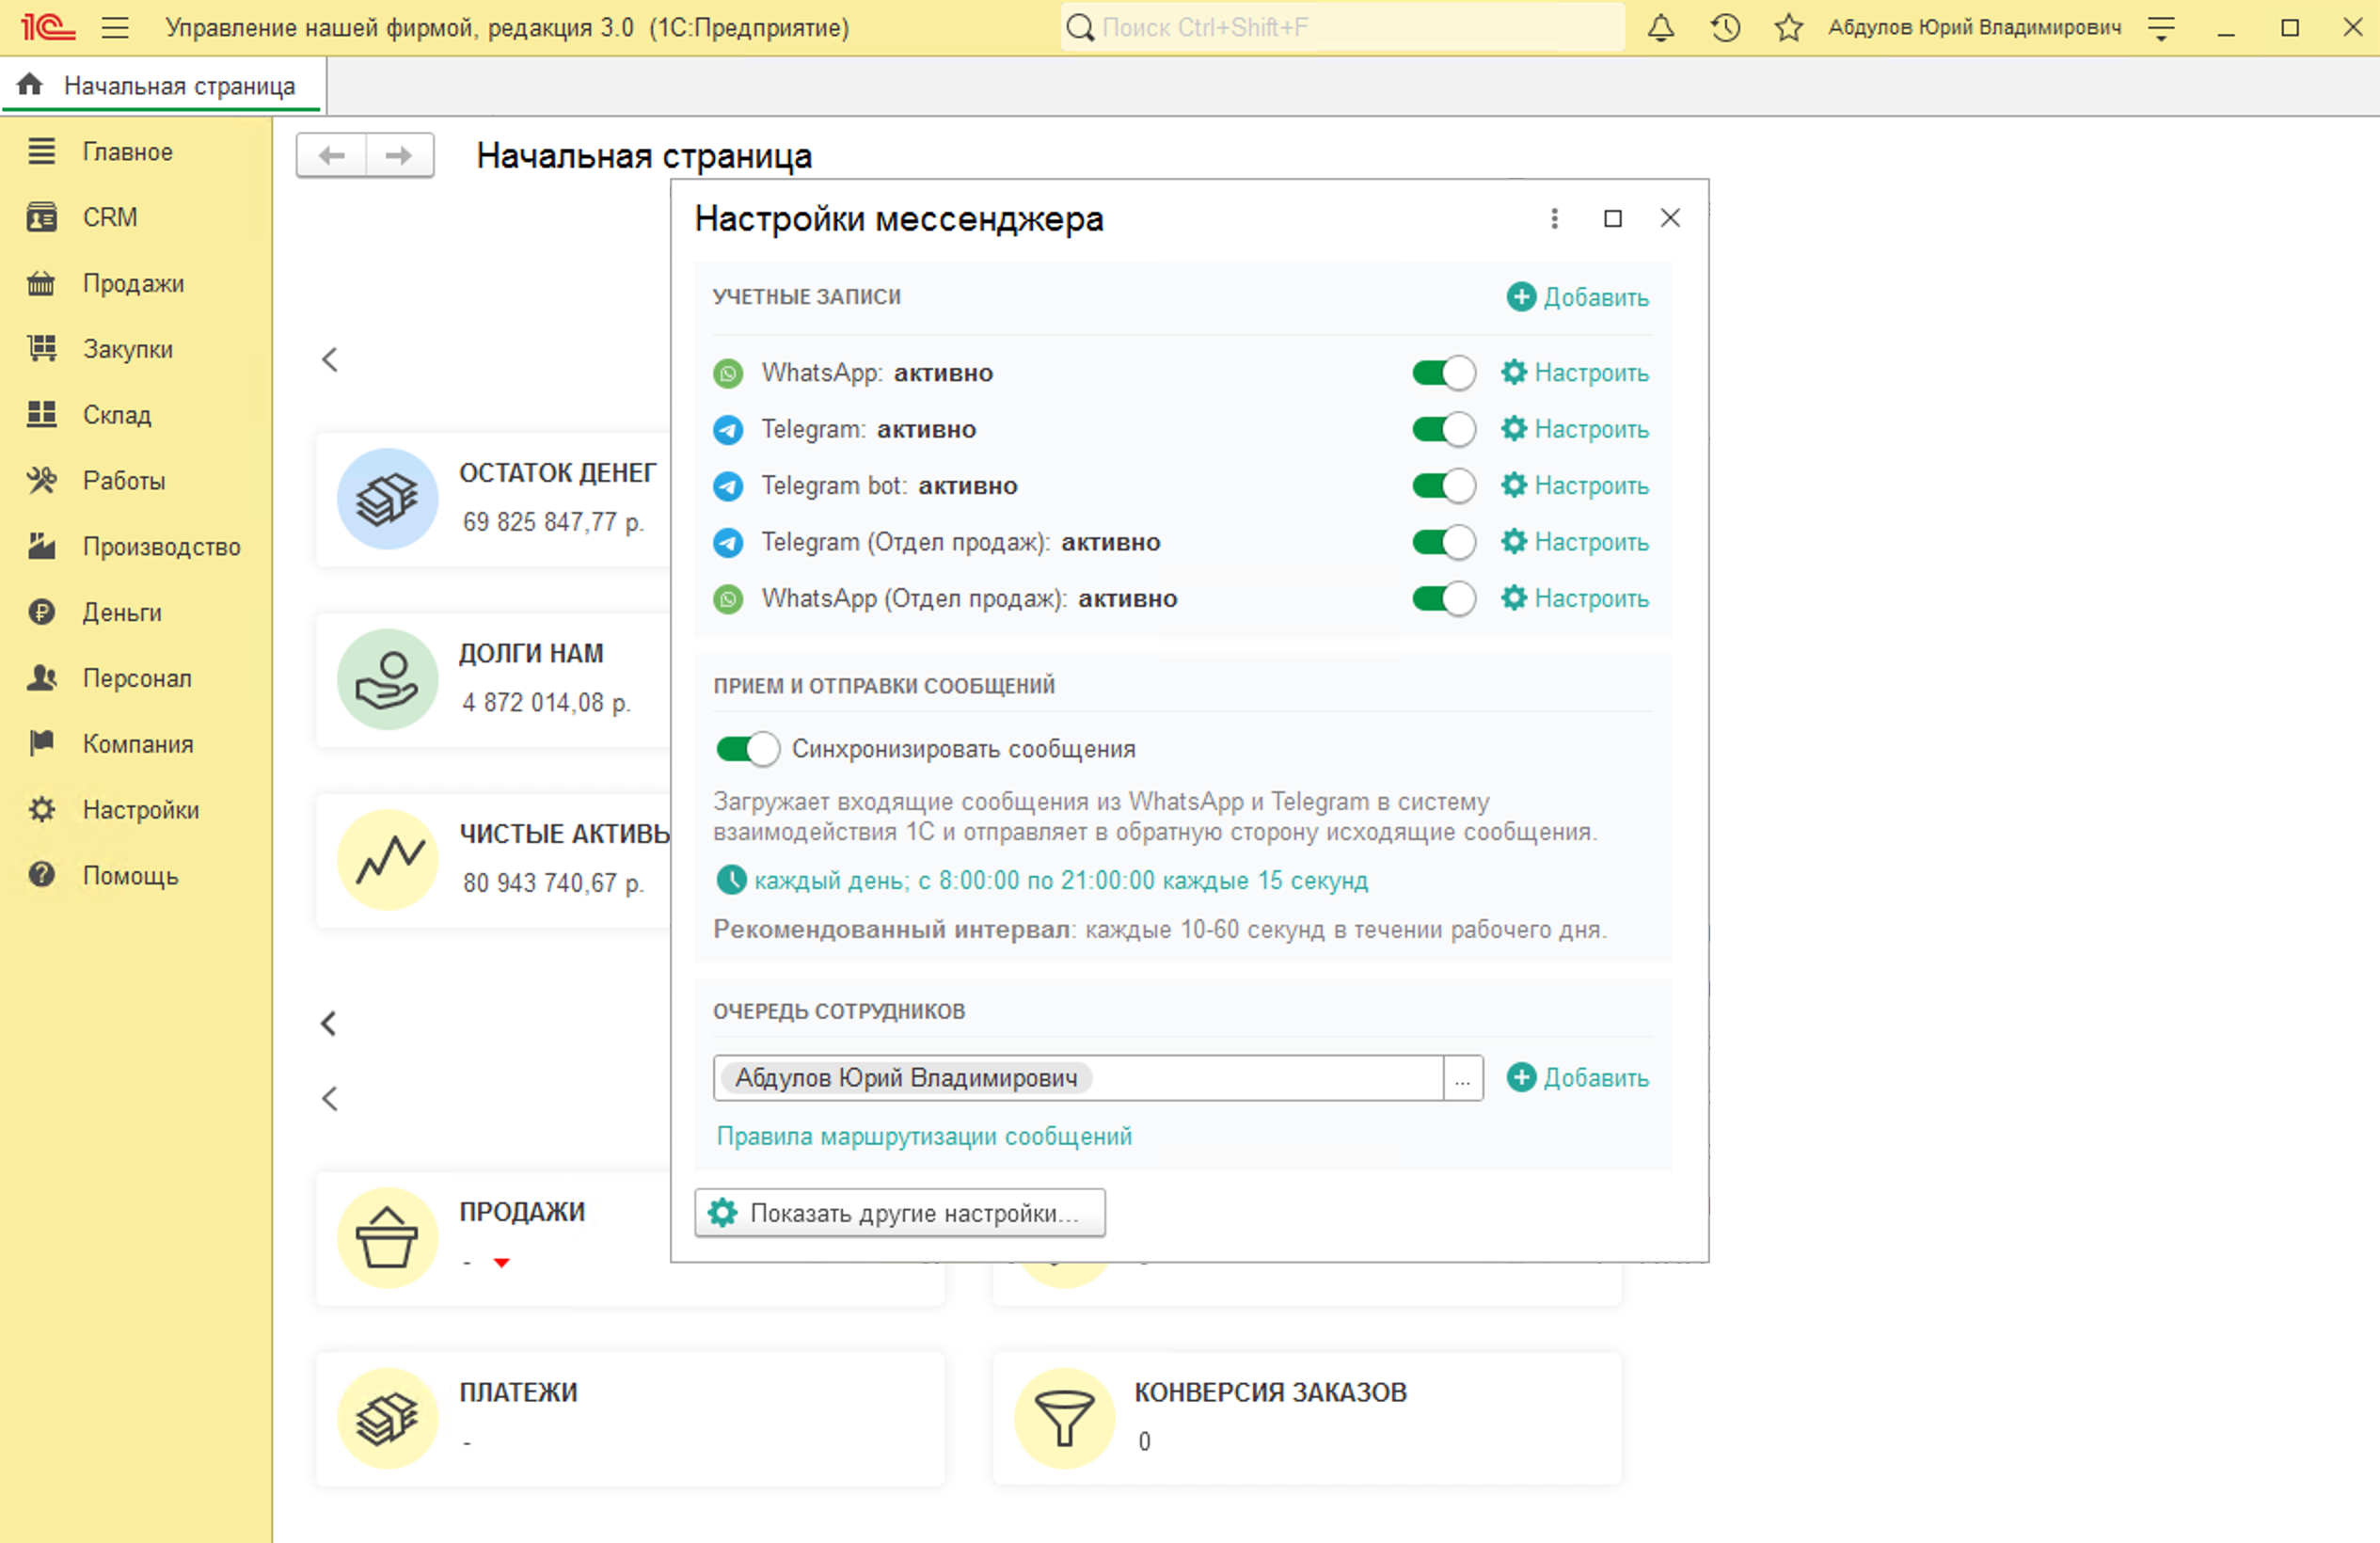 1С Управление нашей фирмой, редакция 3.0 (1С:Предприятие)
Поиск Ctrl+Shift+F
Абдулов Юрий Владимирович
Начальная страница
Главное
CRM
Продажи
Закупки
Склад
Работы
Производство
Деньги
Персонал
Компания
Настройки
Помощь
Начальная страница
ОСТАТОК ДЕНЕГ
69 825 847,77 р.
ДОЛГИ НАМ
4 872 014,08 р.
ЧИСТЫЕ АКТИВЫ
80 943 740,67 р.
Настройки мессенджера
УЧЕТНЫЕ ЗАПИСИ
Добавить
WhatsApp: активно
Настроить
Telegram: активно
Настроить
Telegram bot: активно
Настроить
Telegram (Отдел продаж): активно
Настроить
WhatsApp (Отдел продаж): активно
Настроить
ПРИЕМ И ОТПРАВКИ СООБЩЕНИЙ
Синхронизировать сообщения
Загружает входящие сообщения из WhatsApp и Telegram в систему
взаимодействия 1С и отправляет в обратную сторону исходящие сообщения.
каждый день; с 8:00:00 по 21:00:00 каждые 15 секунд
Рекомендованный интервал: каждые 10-60 секунд в течении рабочего дня.
ОЧЕРЕДЬ СОТРУДНИКОВ
Абдулов Юрий Владимирович
...
Добавить
Правила маршрутизации сообщений
Показать другие настройки...
ПРОДАЖИ
-
ПЛАТЕЖИ
-
КОНВЕРСИЯ ЗАКАЗОВ
0